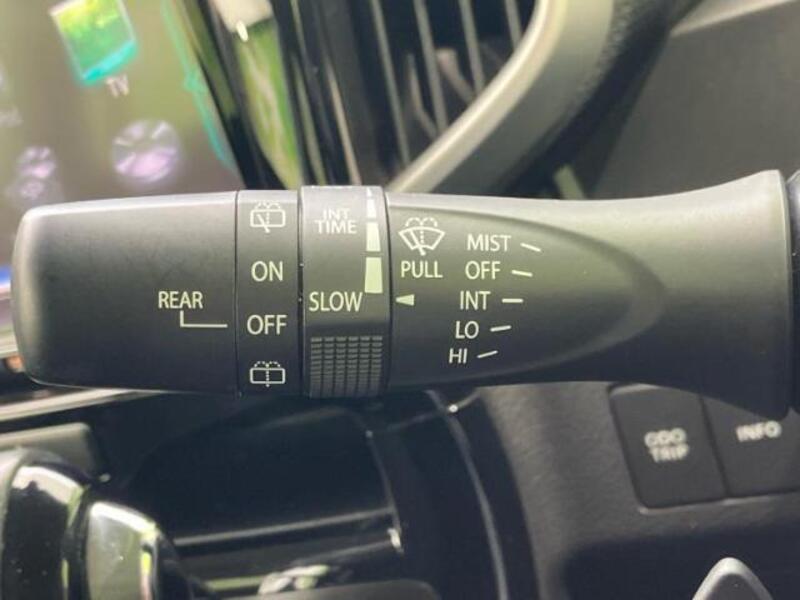 TV
INT
TIME
MIST
OFF
PULL
INT
LO
HI
ON
REAR
OFF
SLOW
ODO
TRIP
INFO